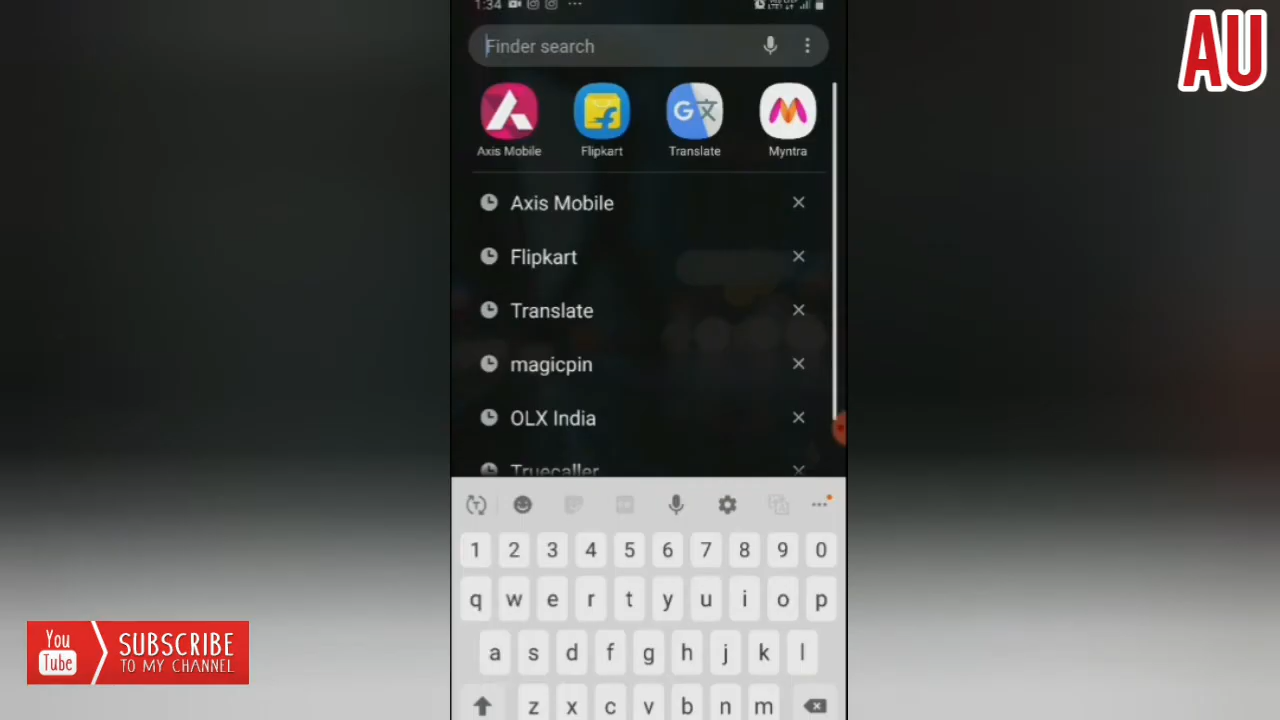 1:34
AU
Finder search
Axis Mobile
Flipkart
Translate
Myntra
Axis Mobile
Flipkart
Translate
magicpin
OLX India
Truecaller
1 2 3 4 5 6 7 8 9 0
q w e r t y u i o p
a s d f g h j k l
z x c v b n m
You Tube
SUBSCRIBE
TO MY CHANNEL